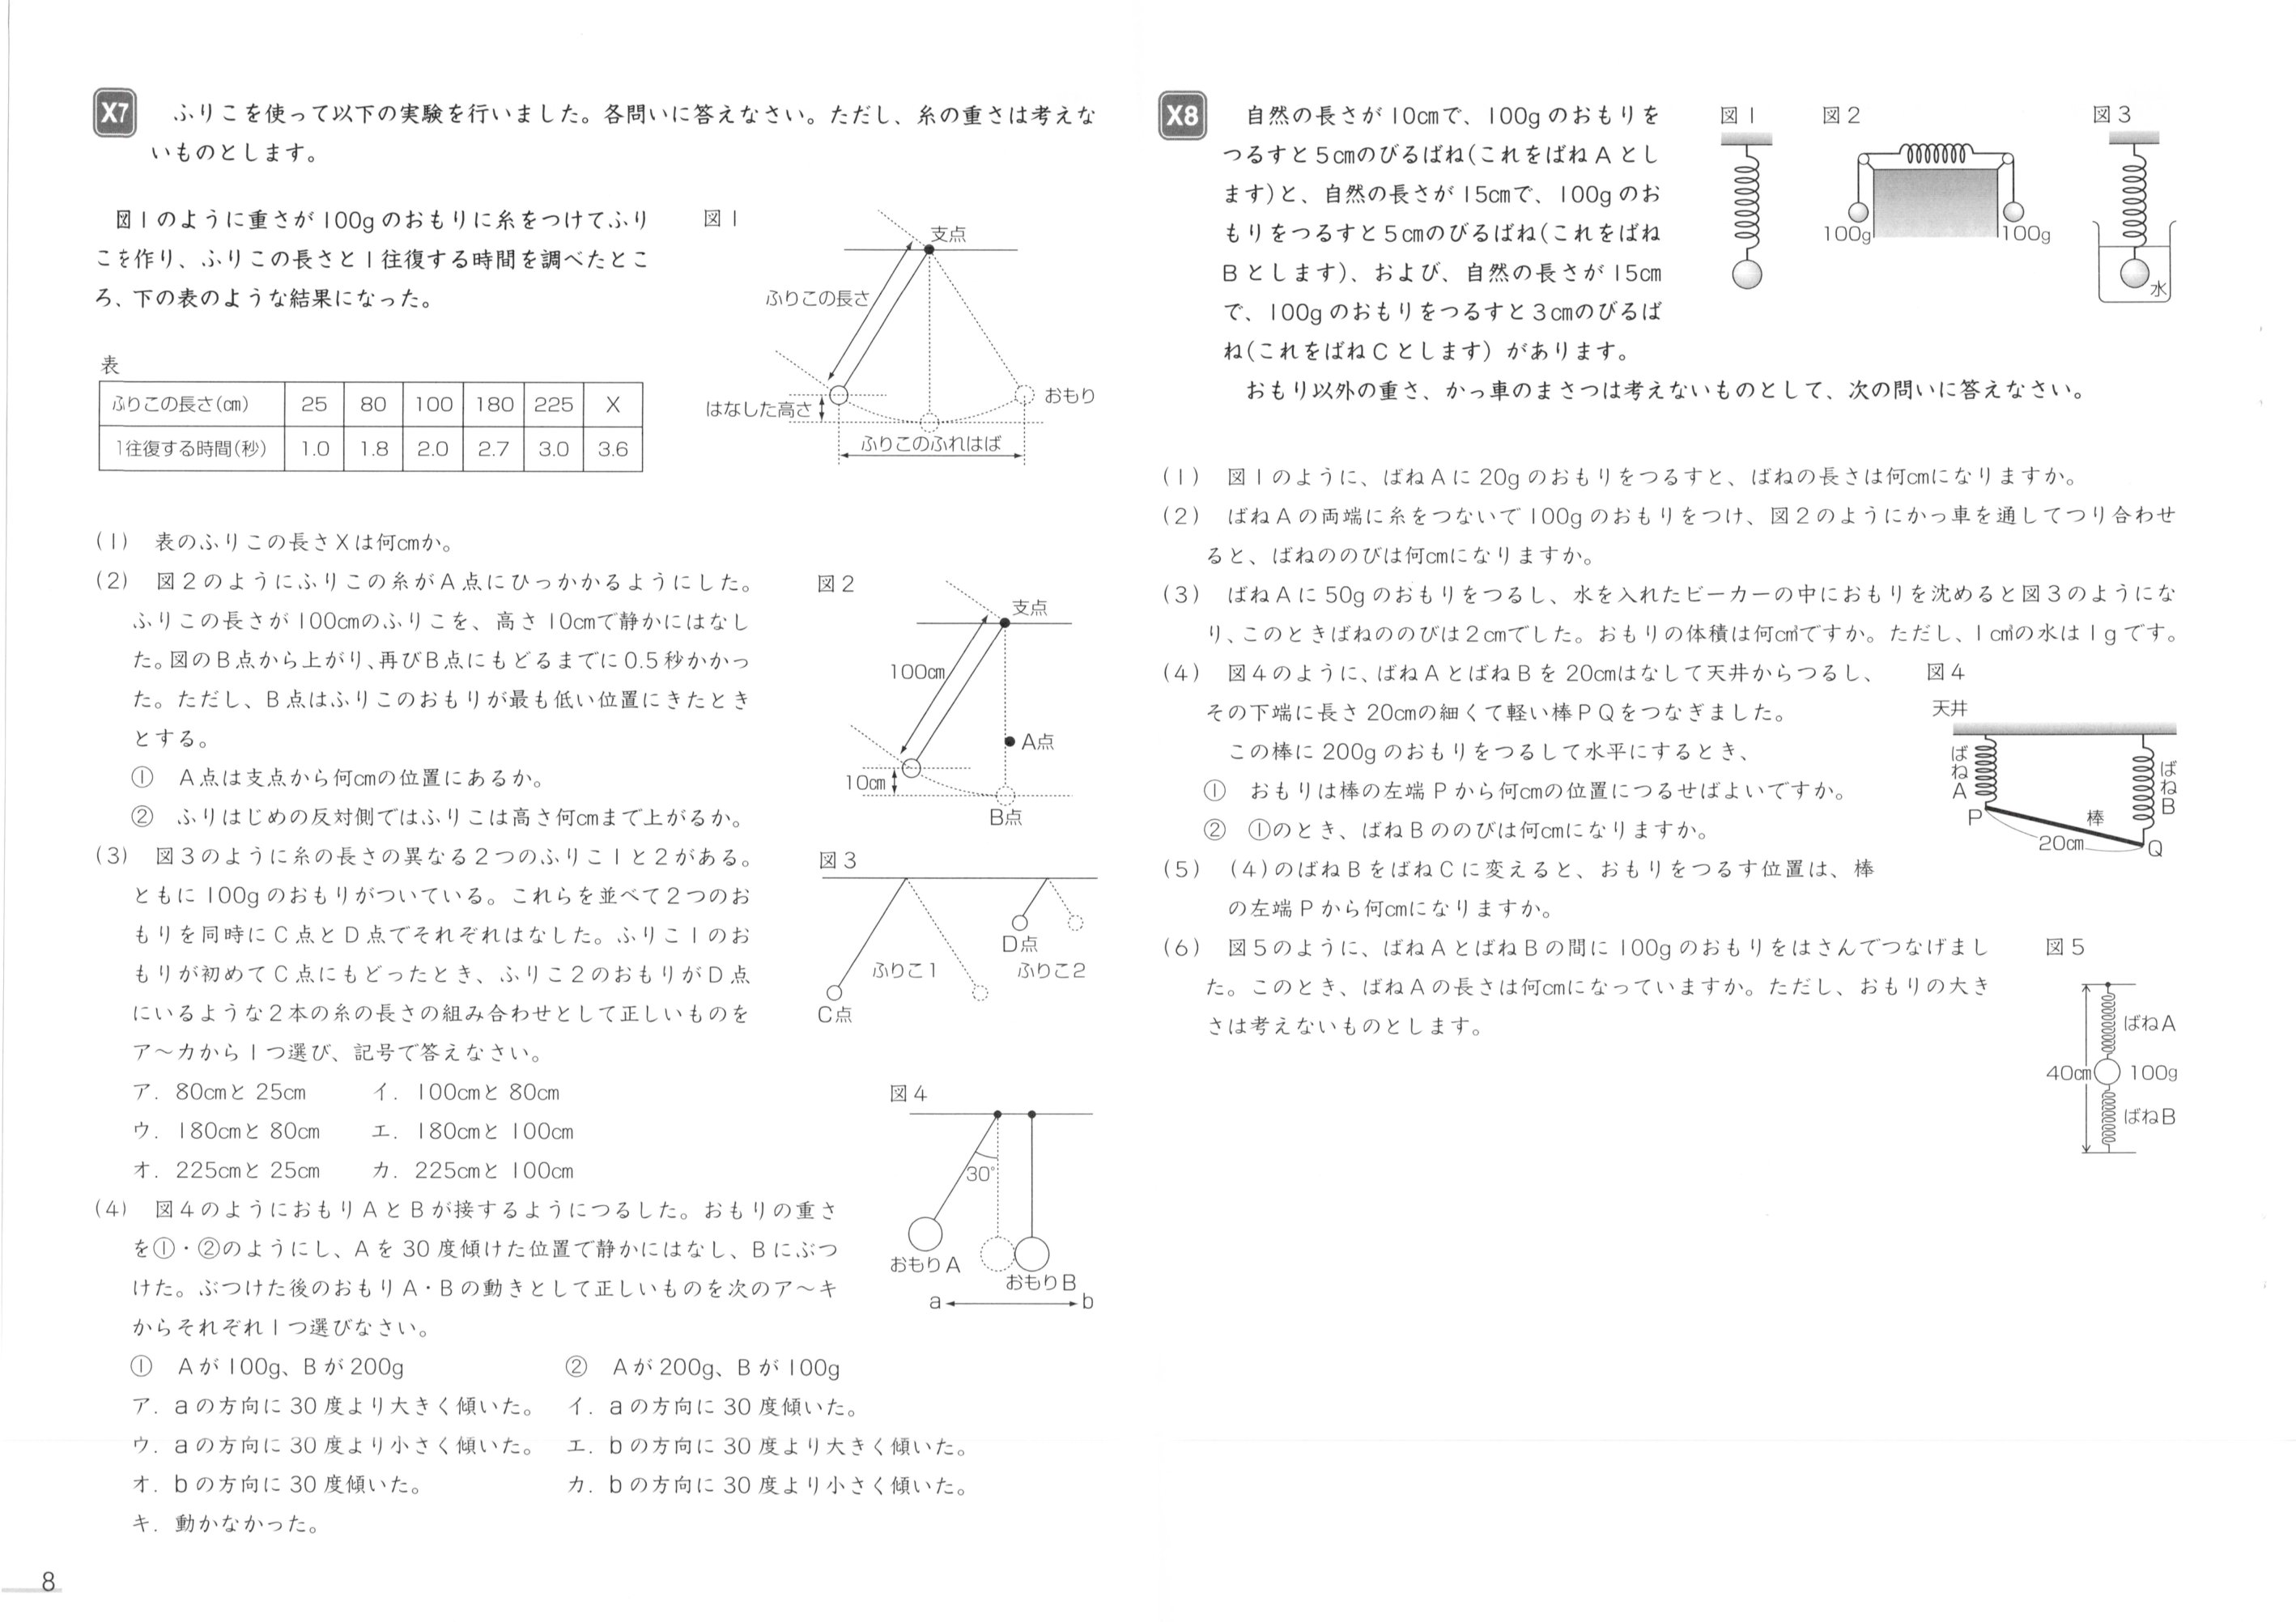 X7 ふりこを使って以下の実験を行いました。各問いに答えなさい。ただし、糸の重さは考えな
いものとします。
図1のように重さが100gのおもりに糸をつけてふり
こを作り、ふりこの長さと1往復する時間を調べたとこ
ろ、下の表のような結果になった。
図1
支点
ふりこの長さ
はなした高さ
おもり
ふりこのふれはば
表
ふりこの長さ(cm) 25 80 100 180 225 X
1往復する時間(秒) 1.0 1.8 2.0 2.7 3.0 3.6
(1) 表のふりこの長さXは何cmか。
(2) 図2のようにふりこの糸がA点にひっかかるようにした。
ふりこの長さが100cmのふりこを、高さ10cmで静かにはなし
た。図のB点から上がり、再びB点にもどるまでに0.5秒かかっ
た。ただし、B点はふりこのおもりが最も低い位置にきたとき
とする。
① A点は支点から何cmの位置にあるか。
② ふりはじめの反対側ではふりこは高さ何cmまで上がるか。
図2
支点
100cm
A点
10cm
B点
(3) 図3のように糸の長さの異なる2つのふりこ1と2がある。
ともに100gのおもりがついている。これらを並べて2つのお
もりを同時にC点とD点でそれぞれはなした。ふりこ1のお
もりが初めてC点にもどったとき、ふりこ2のおもりがD点
にいるような2本の糸の長さの組み合わせとして正しいものを
ア〜カから1つ選び、記号で答えなさい。
ア. 80cmと25cm イ. 100cmと80cm
ウ. 180cmと80cm エ. 180cmと100cm
オ. 225cmと25cm カ. 225cmと100cm
図3
D点
ふりこ1 ふりこ2
C点
(4) 図4のようにおもりAとBが接するようにつるした。おもりの重さ
を①・②のようにし、Aを30度傾けた位置で静かにはなし、Bにぶつ
けた。ぶつけた後のおもりA・Bの動きとして正しいものを次のア〜キ
からそれぞれ1つ選びなさい。
図4
30°
おもりA
おもりB
a b
① Aが100g、Bが200g ② Aが200g、Bが100g
ア. aの方向に30度より大きく傾いた。 イ. aの方向に30度傾いた。
ウ. aの方向に30度より小さく傾いた。 エ. bの方向に30度より大きく傾いた。
オ. bの方向に30度傾いた。 カ. bの方向に30度より小さく傾いた。
キ. 動かなかった。
8
X8 自然の長さが10cmで、100gのおもりを
つるすと5cmのびるばね(これをばねAとし
ます)と、自然の長さが15cmで、100gのお
もりをつるすと5cmのびるばね(これをばね
Bとします)、および、自然の長さが15cm
で、100gのおもりをつるすと3cmのびるば
ね(これをばねCとします) があります。
おもり以外の重さ、かっ車のまさつは考えないものとして、次の問いに答えなさい。
図1
図2
100g 100g
図3
水
(1) 図1のように、ばねAに20gのおもりをつるすと、ばねの長さは何cmになりますか。
(2) ばねAの両端に糸をつないで100gのおもりをつけ、図2のようにかっ車を通してつり合わせ
ると、ばねののびは何cmになりますか。
(3) ばねAに50gのおもりをつるし、水を入れたビーカーの中におもりを沈めると図3のようにな
り、このときばねののびは2cmでした。おもりの体積は何cm³ですか。ただし、1cm³の水は1gです。
(4) 図4のように、ばねAとばねBを20cmはなして天井からつるし、
その下端に長さ20cmの細くて軽い棒PQをつなぎました。
この棒に200gのおもりをつるして水平にするとき、
① おもりは棒の左端Pから何cmの位置につるせばよいですか。
② ①のとき、ばねBののびは何cmになりますか。
図4
天井
ばねA
ばねB
P
棒
20cm
Q
(5) (4)のばねBをばねCに変えると、おもりをつるす位置は、棒
の左端Pから何cmになりますか。
(6) 図5のように、ばねAとばねBの間に100gのおもりをはさんでつなげまし
た。このとき、ばねAの長さは何cmになっていますか。ただし、おもりの大き
さは考えないものとします。
図5
ばねA
40cm 100g
ばねB